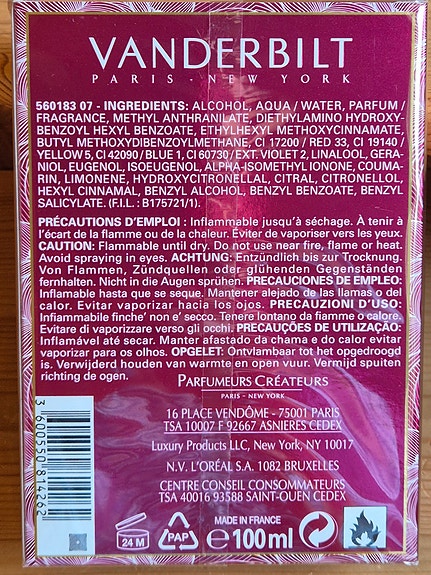 VANDERBILT
PARIS - NEW YORK
560183 07 - INGREDIENTS: ALCOHOL, AQUA / WATER, PARFUM /
FRAGRANCE, METHYL ANTHRANILATE, DIETHYLAMINO HYDROXY-
BENZOYL HEXYL BENZOATE, ETHYLHEXYL METHOXYCINNAMATE,
BUTYL METHOXYDIBENZOYLMETHANE, CI 17200 / RED 33, CI 19140 /
YELLOW 5, CI 42090 / BLUE 1, CI 60730 / EXT. VIOLET 2, LINALOOL, GERA-
NIOL, EUGENOL, ISOEUGENOL, ALPHA-ISOMETHYL IONONE, COUMA-
RIN, LIMONENE, HYDROXYCITRONELLAL, CITRAL, CITRONELLOL,
HEXYL CINNAMAL, BENZYL ALCOHOL, BENZYL BENZOATE, BENZYL
SALICYLATE. (F.I.L. : B175721/1).
PRÉCAUTIONS D'EMPLOI : Inflammable jusqu'à séchage. À tenir à
l'écart de la flamme ou de la chaleur. Éviter de vaporiser vers les yeux.
CAUTION: Flammable until dry. Do not use near fire, flame or heat.
Avoid spraying in eyes. ACHTUNG: Entzündlich bis zur Trocknung.
Von Flammen, Zündquellen oder glühenden Gegenständen
fernhalten. Nicht in die Augen sprühen. PRECAUCIONES DE EMPLEO:
Inflamable hasta que se seque. Mantener alejado de las llamas o del
calor. Evitar vaporizar hacia los ojos. PRECAUZIONI D'USO:
Infiammabile finche' non e' secco. Tenere lontano da fiamme o calore.
Evitare di vaporizzare verso gli occhi. PRECAUÇÕES DE UTILIZAÇÃO:
Inflamável até secar. Manter afastado da chama e do calor evitar
vaporizar para os olhos. OPGELET: Ontvlambaar tot het opgedroogd
is. Verwijderd houden van warmte en open vuur. Vermijd spuiten
richting de ogen.
PARFUMEURS CRÉATEURS
PARIS - NEW YORK
16 PLACE VENDÔME - 75001 PARIS
TSA 10007 F 92667 ASNIERES CEDEX
Luxury Products LLC, New York, NY 10017
N.V. L'ORÉAL S.A. 1082 BRUXELLES
CENTRE CONSEIL CONSOMMATEURS
TSA 40016 93588 SAINT-OUEN CEDEX
3 600550 814262
24 M
PAP
MADE IN FRANCE
e 100 ml